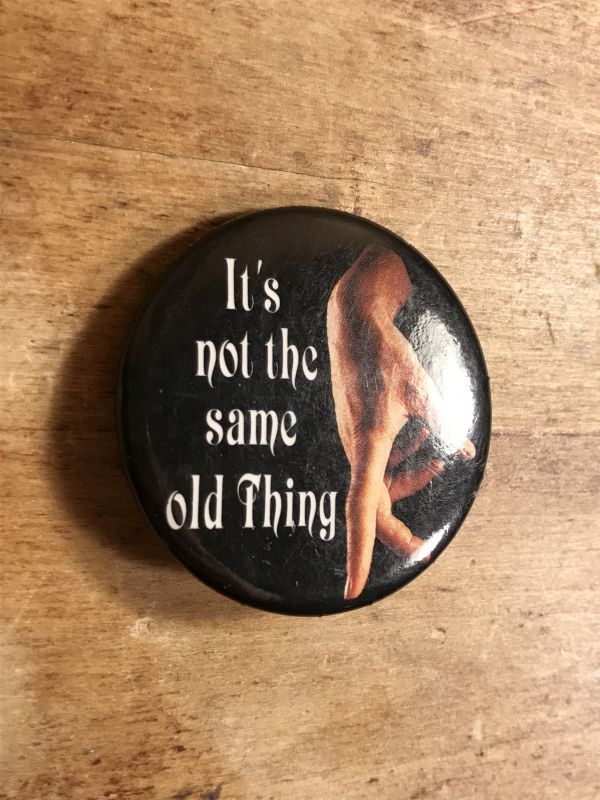 It's
not the
same
old Thing